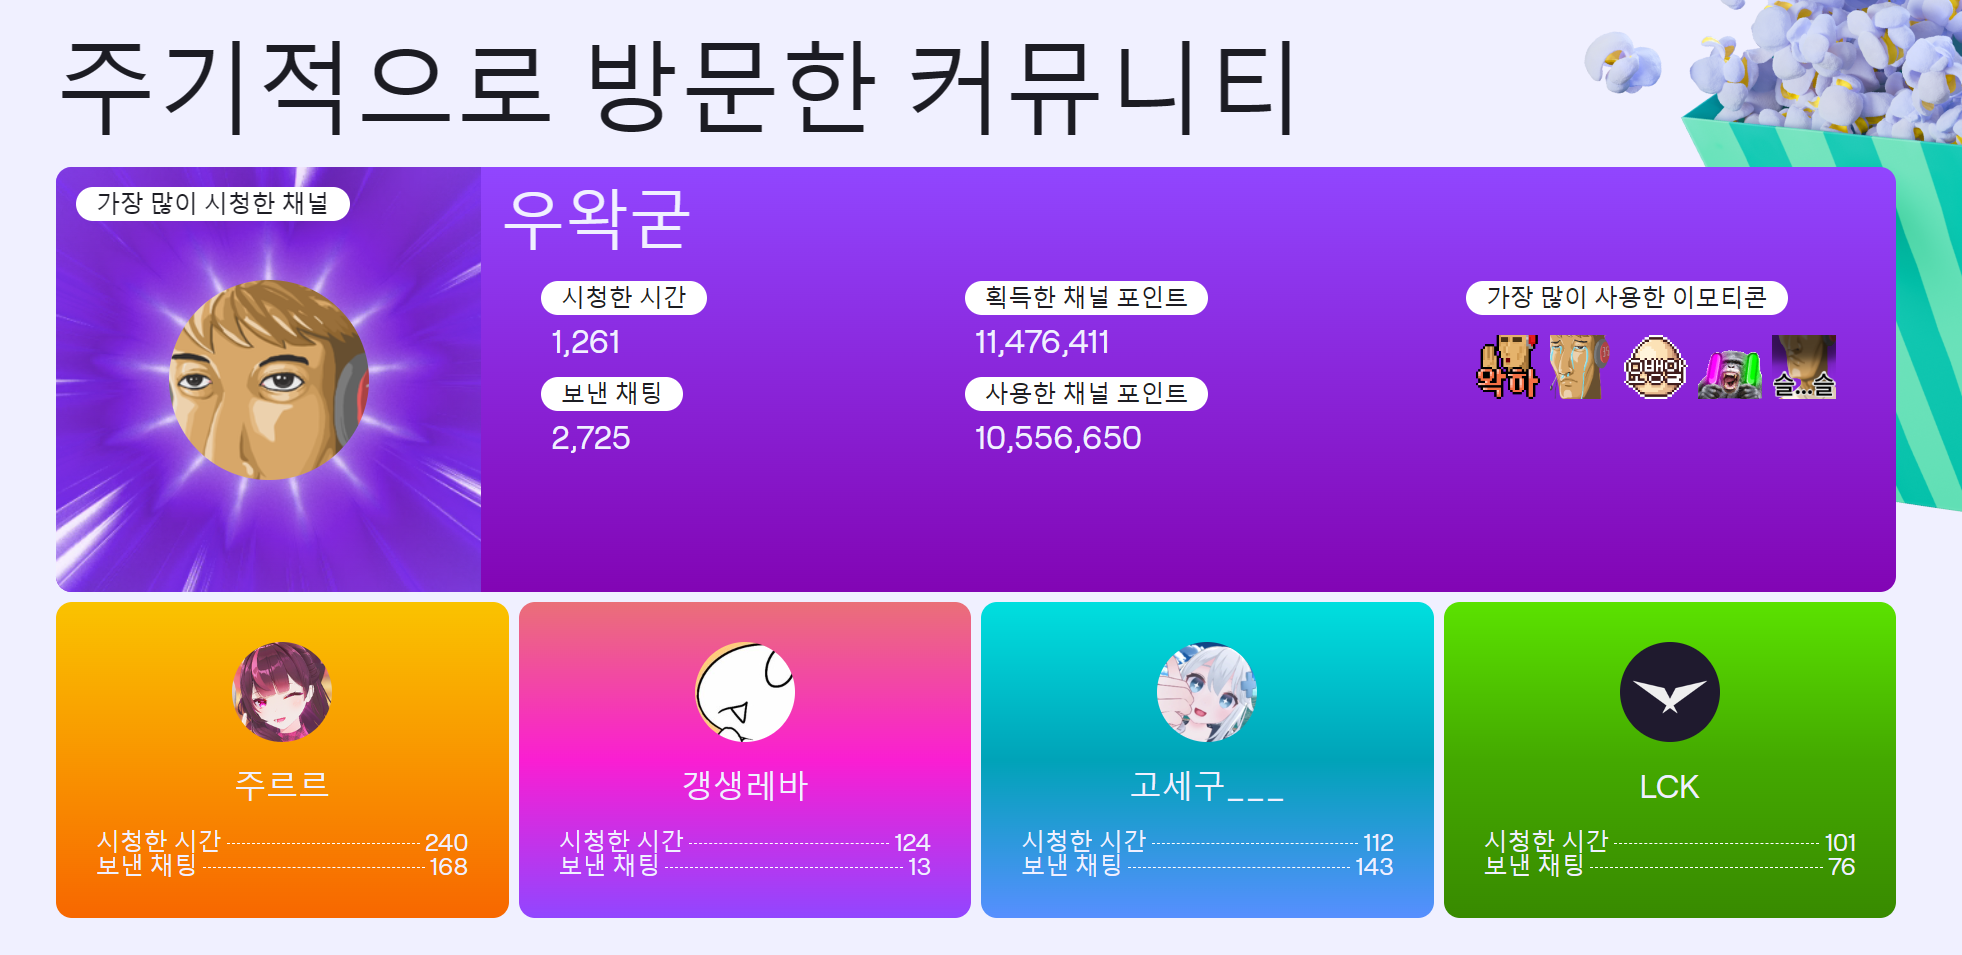 주기적으로 방문한 커뮤니티
가장 많이 시청한 채널
우왁굳
시청한 시간
1,261
보낸 채팅
2,725
획득한 채널 포인트
11,476,411
사용한 채널 포인트
10,556,650
가장 많이 사용한 이모티콘
왁하
슬...슬
주르르
시청한 시간 240
보낸 채팅 168
갱생레바
시청한 시간 124
보낸 채팅 13
고세구___
시청한 시간 112
보낸 채팅 143
LCK
시청한 시간 101
보낸 채팅 76